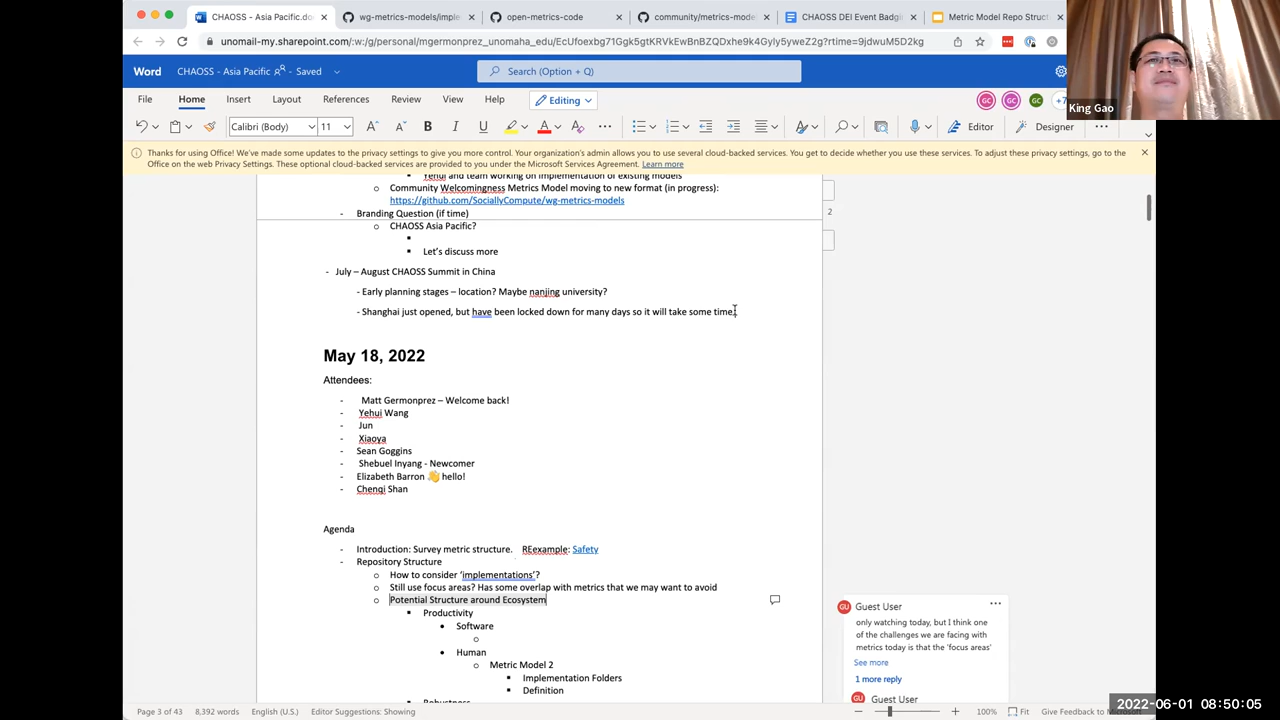 CHAOSS - Asia Pacific.do
wg-metrics-models/imple
open-metrics-code
community/metrics-mode
CHAOSS DEI Event Badgi
Metric Model Repo Struct
unomail-my.sharepoint.com/:w:/g/personal/mgermonprez_unomaha_edu/EcUfoexbg71Ggk5gtKRVkEwBnBZQDxhe9k4Gyly5yweZ2g?rtime=9jdwuM5D2kg
Word CHAOSS - Asia Pacific - Saved
Search (Option + Q)
King Gao
File Home Insert Layout References Review View Help Editing
GC GC GC +7
Calibri (Body) 11 Editor Designer
Thanks for using Office! We've made some updates to the privacy settings to give you more control. Your organization's admin allows you to use several cloud-backed services. You get to decide whether you use these services. To adjust these privacy settings, go to the
Office on the web Privacy Settings. These optional cloud-backed services are provided to you under the Microsoft Services Agreement. Learn more
Yehui and team working on implementation of existing models
Community Welcomingness Metrics Model moving to new format (in progress):
https://github.com/SociallyCompute/wg-metrics-models
- Branding Question (if time)
CHAOSS Asia Pacific?
Let's discuss more
- July – August CHAOSS Summit in China
- Early planning stages – location? Maybe nanjing university?
- Shanghai just opened, but have been locked down for many days so it will take some time.
2
May 18, 2022
Attendees:
- Matt Germonprez – Welcome back!
- Yehui Wang
- Jun
- Xiaoya
- Sean Goggins
- Shebuel Inyang - Newcomer
- Elizabeth Barron 👋 hello!
- Chenqi Shan
Agenda
- Introduction: Survey metric structure. REexample: Safety
- Repository Structure
How to consider 'implementations'?
Still use focus areas? Has some overlap with metrics that we may want to avoid
Potential Structure around Ecosystem
Productivity
Software
Human
Metric Model 2
Implementation Folders
Definition
Robustness
GU Guest User
only watching today, but I think one
of the challenges we are facing with
metrics today is that the 'focus areas'
See more
1 more reply
GU Guest User
Page 3 of 43 8,392 words English (U.S.) Editor Suggestions: Showing
100% Fit Give Feedback to Microsoft
2022-06-01 08:50:05